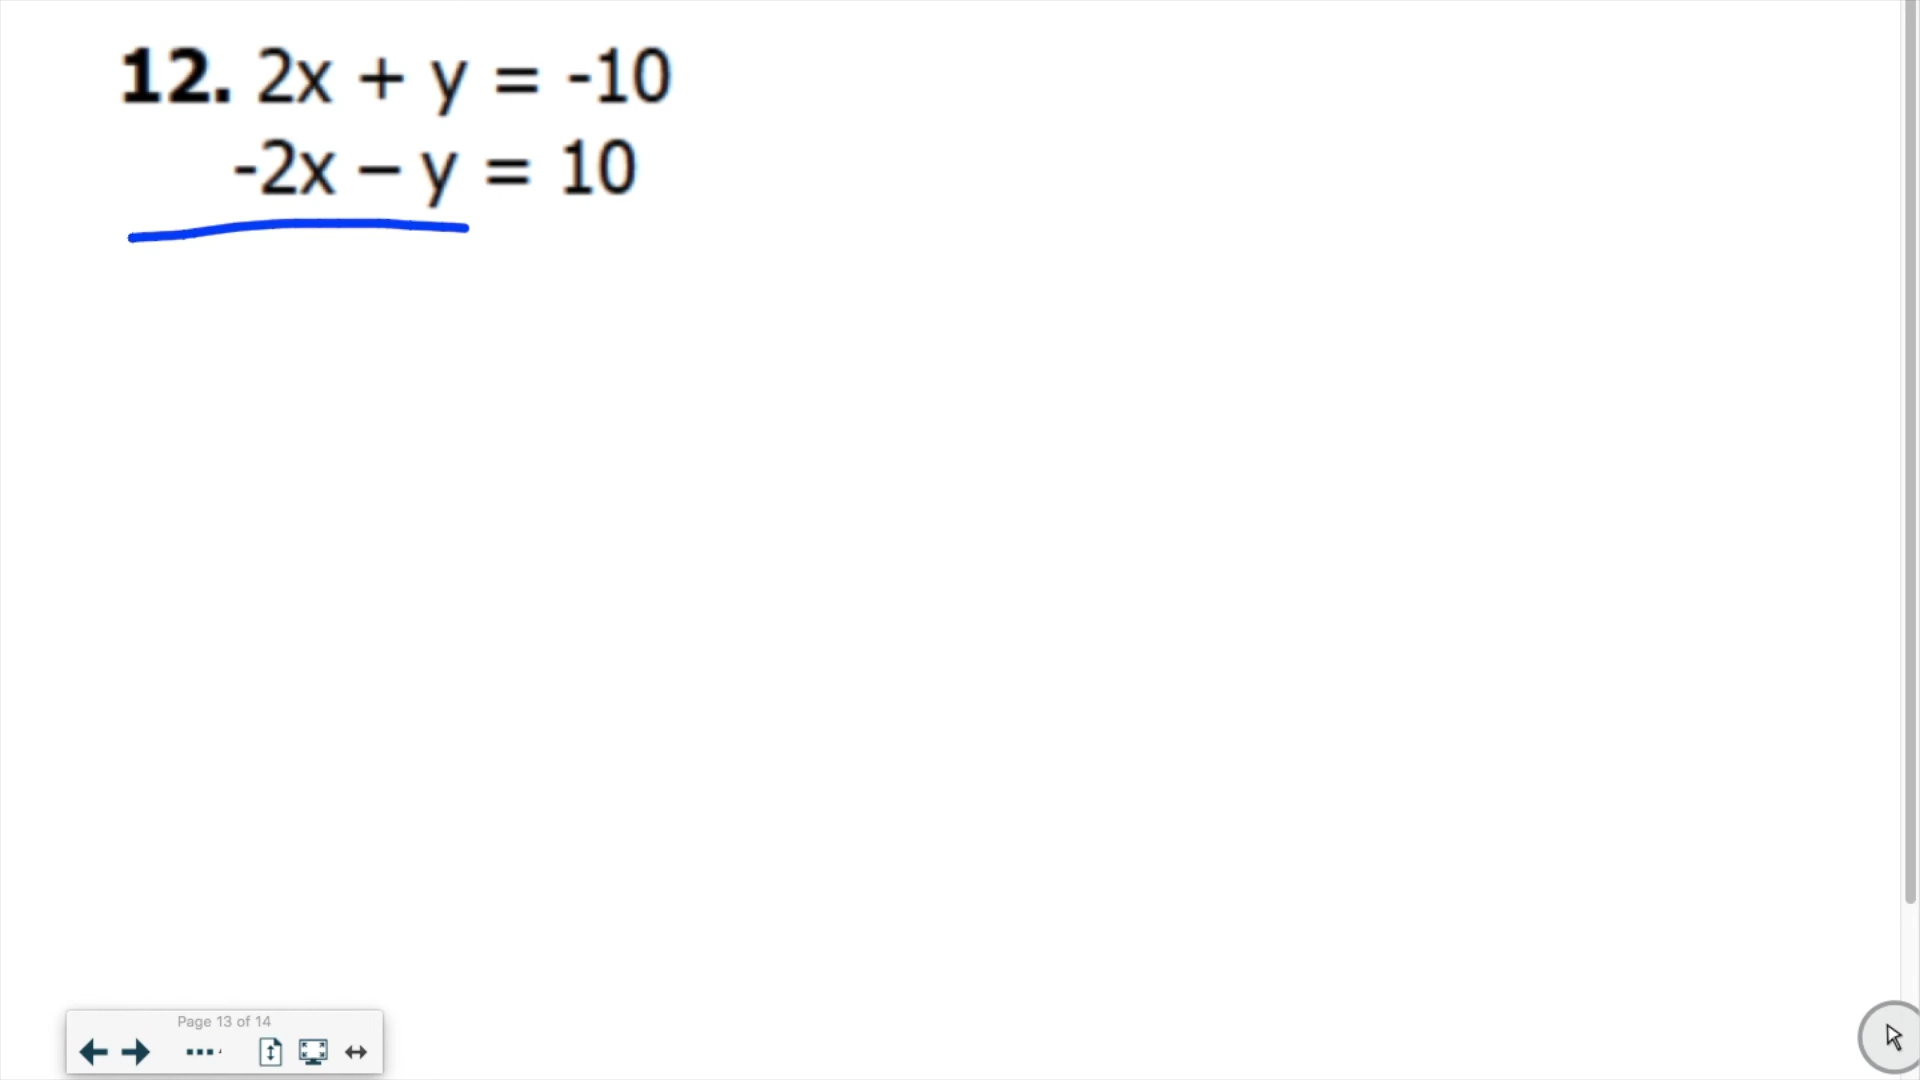 12. 2x + y = -10
-2x – y = 10
Page 13 of 14